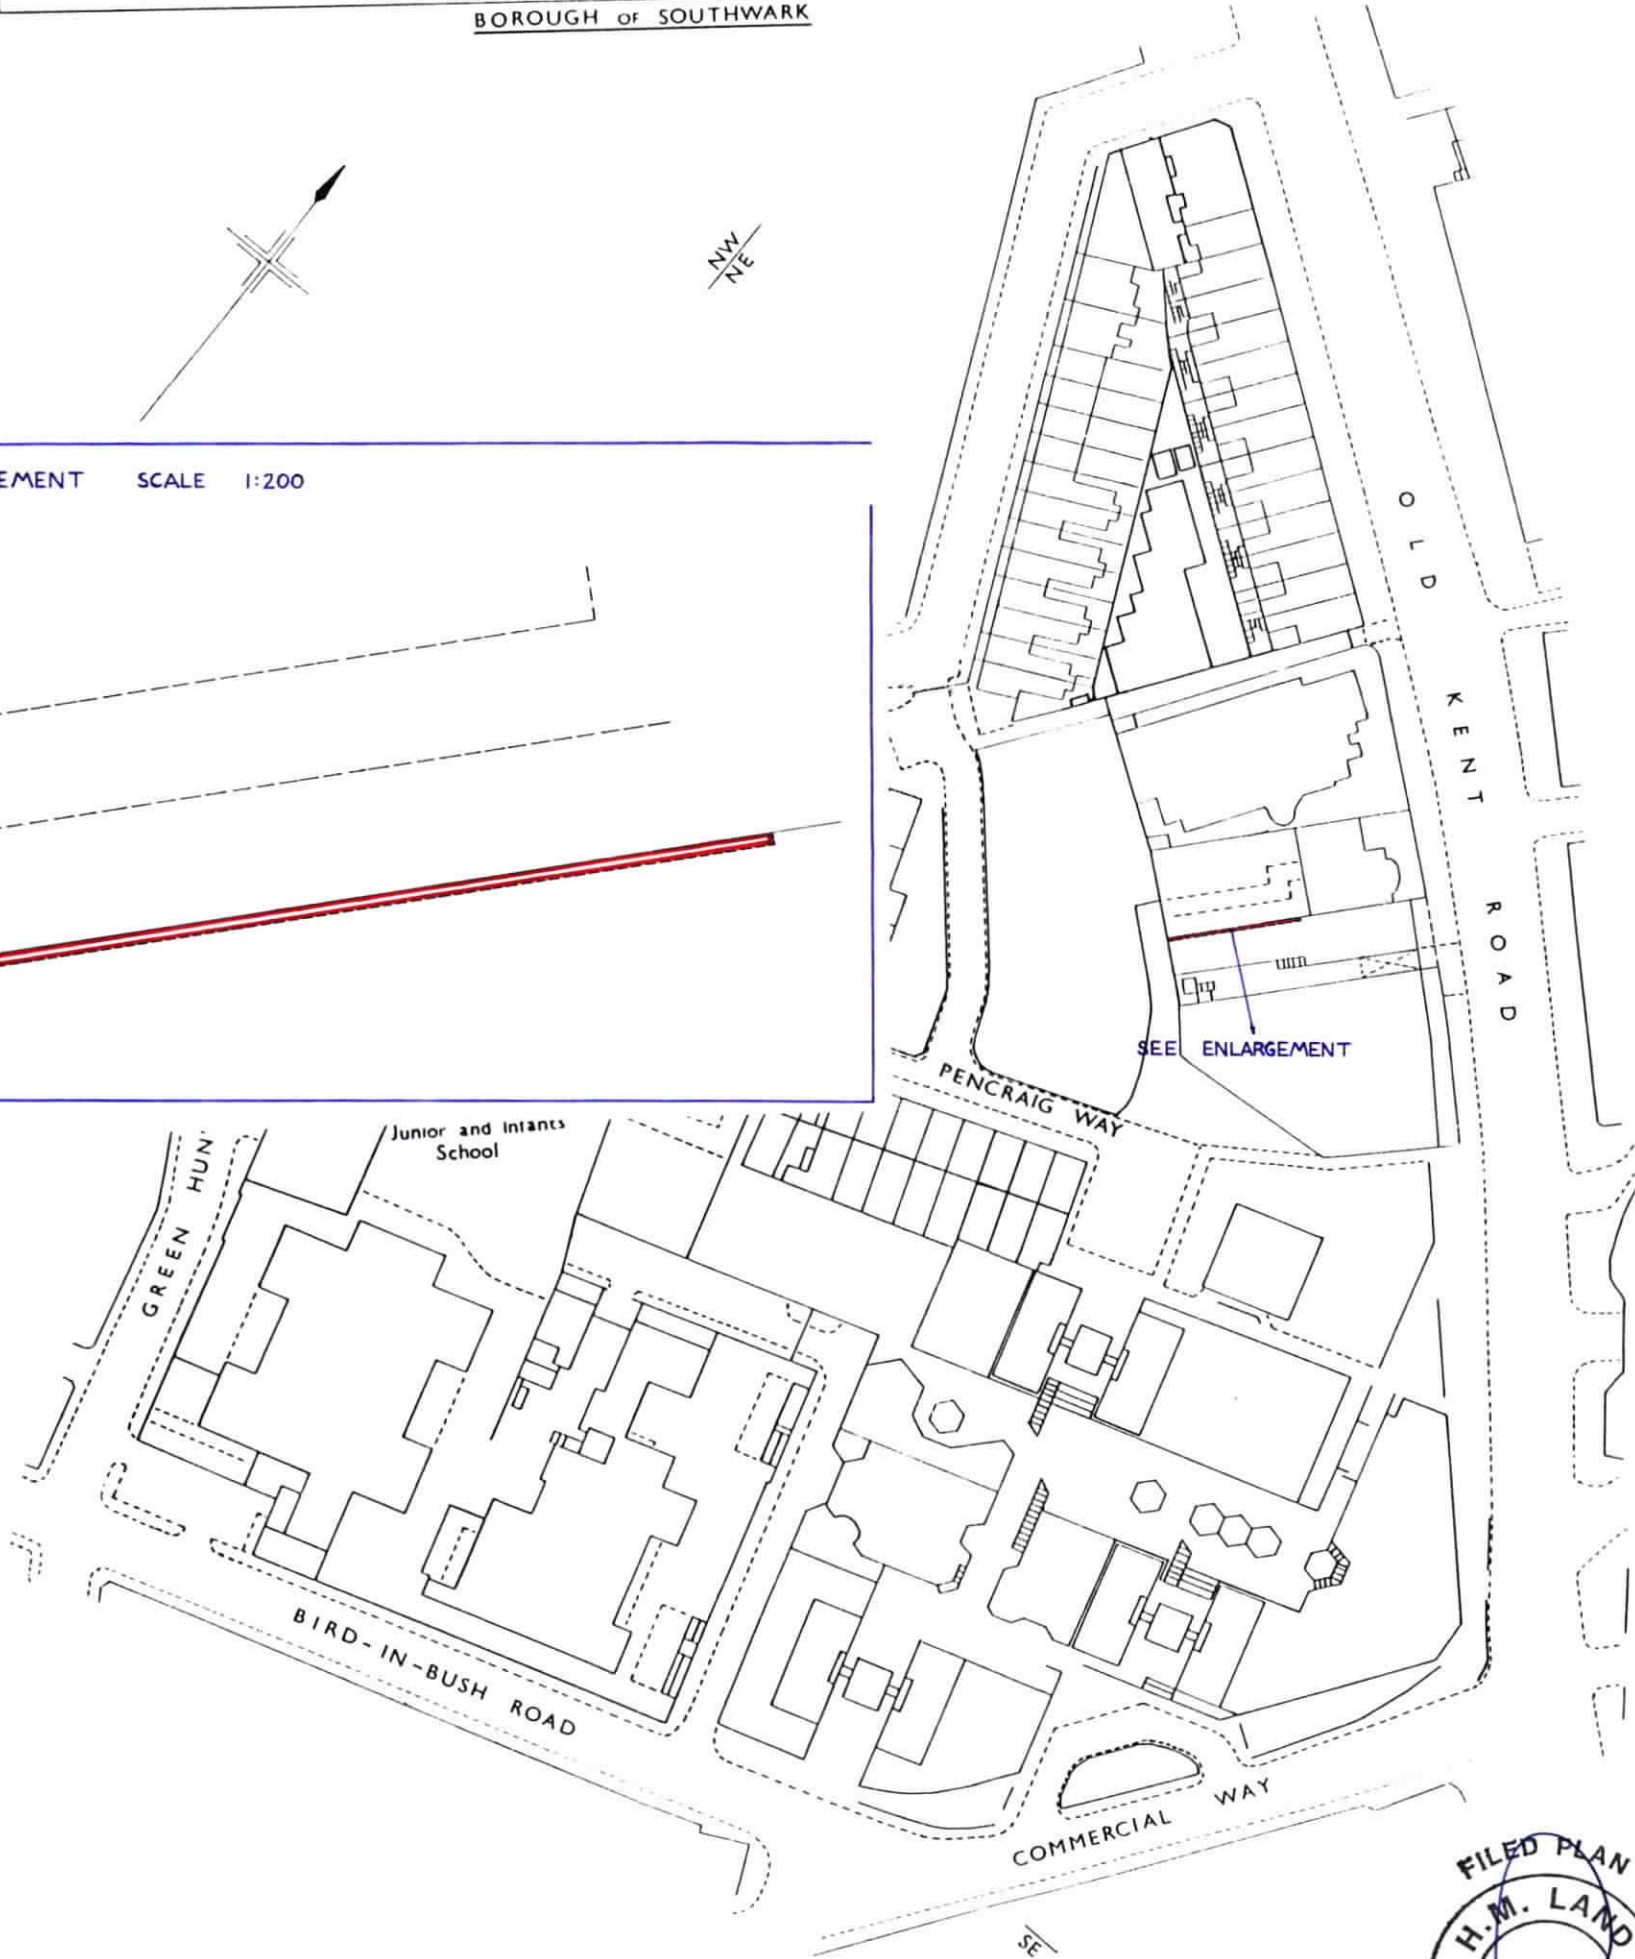 BOROUGH OF SOUTHWARK
NW
NE
EMENT SCALE 1:200
OLD KENT ROAD
SEE ENLARGEMENT
PENCRAIG WAY
Junior and Infants
School
GREEN HUN
BIRD-IN-BUSH ROAD
COMMERCIAL WAY
SE
FILED PLAN
H.M. LAND